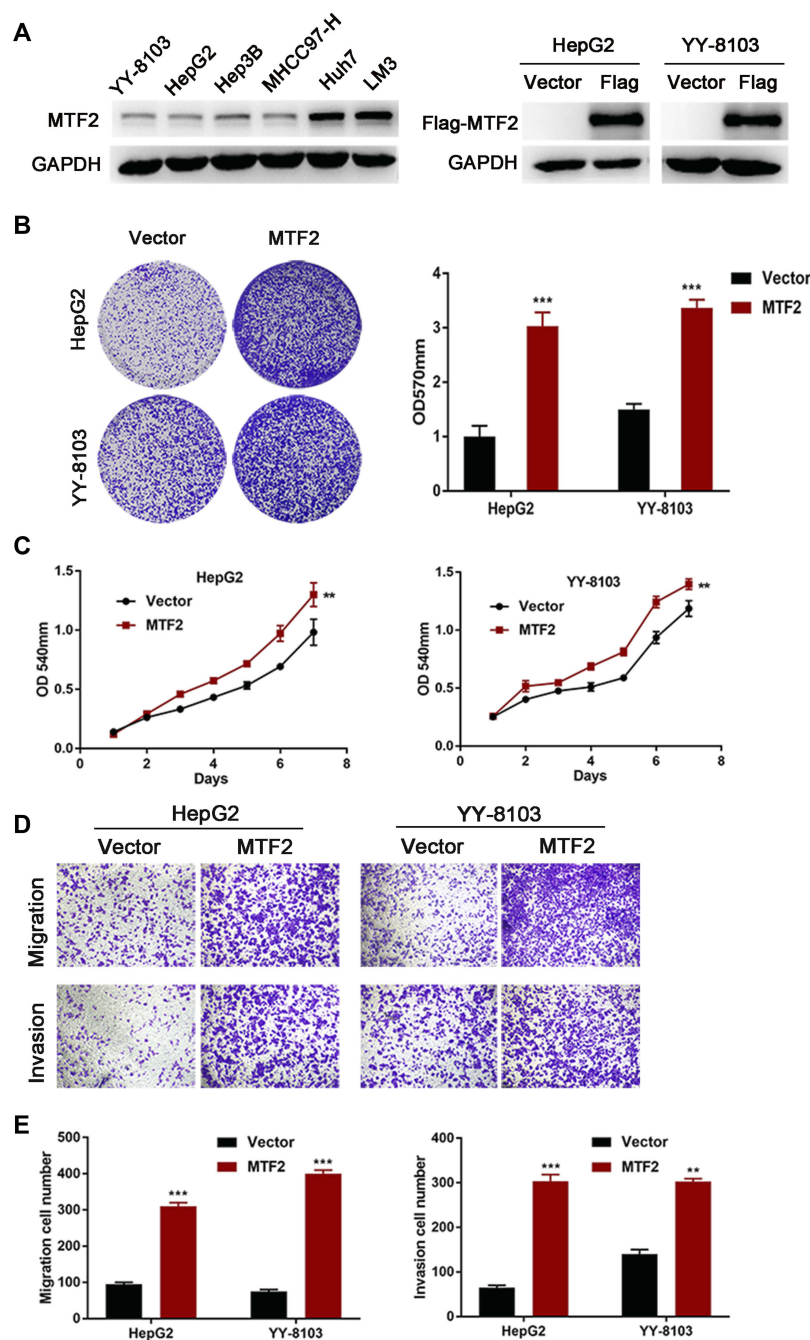 A
YY-8103 HepG2 Hep3B MHCC97-H Huh7 LM3
MTF2
GAPDH
HepG2 YY-8103
Vector Flag Vector Flag
Flag-MTF2
GAPDH
B
Vector MTF2
HepG2
YY-8103
OD570mm
4
3
2
1
0
*** ***
Vector
MTF2
HepG2 YY-8103
C
HepG2
Vector
MTF2
OD 540mm
1.5
1.0
0.5
0.0
**
0 2 4 6 8
Days
YY-8103
Vector
MTF2
OD 540mm
1.5
1.0
0.5
0.0
**
0 2 4 6 8
Days
D
HepG2 YY-8103
Vector MTF2 Vector MTF2
Migration
Invasion
E
Migration cell number
500
400
300
200
100
0
Vector
MTF2
*** ***
HepG2 YY-8103
Invasion cell number
400
300
200
100
0
Vector
MTF2
*** **
HepG2 YY-8103